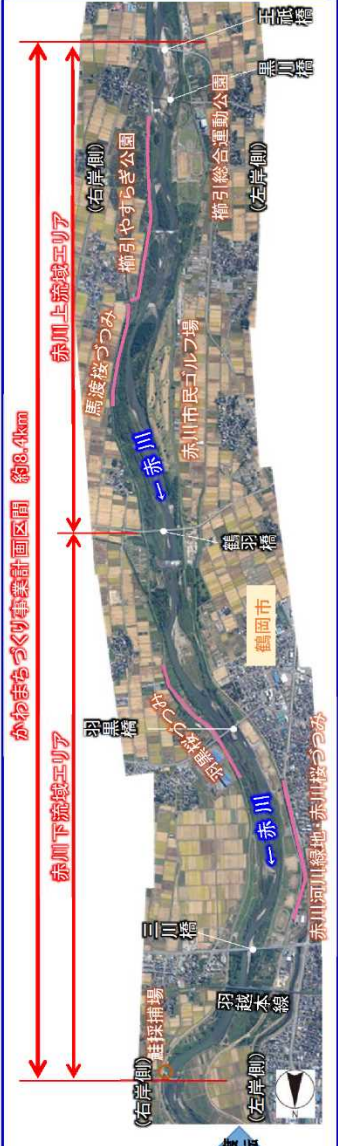 かわまちづくり事業計画区間　約8.4km
赤川下流域エリア
赤川上流域エリア
(右岸側)
鮭採捕場
三川橋
羽黒橋
羽黒桜づつみ
馬渡桜づつみ
櫛引やすらぎ公園
(右岸側)
王祇橋
黒川橋
←赤川
←赤川
鶴羽橋
赤川市民ゴルフ場
櫛引総合運動公園
鶴岡市
羽越本線
(左岸側)
(左岸側)
赤川河川緑地・赤川桜づつみ
N